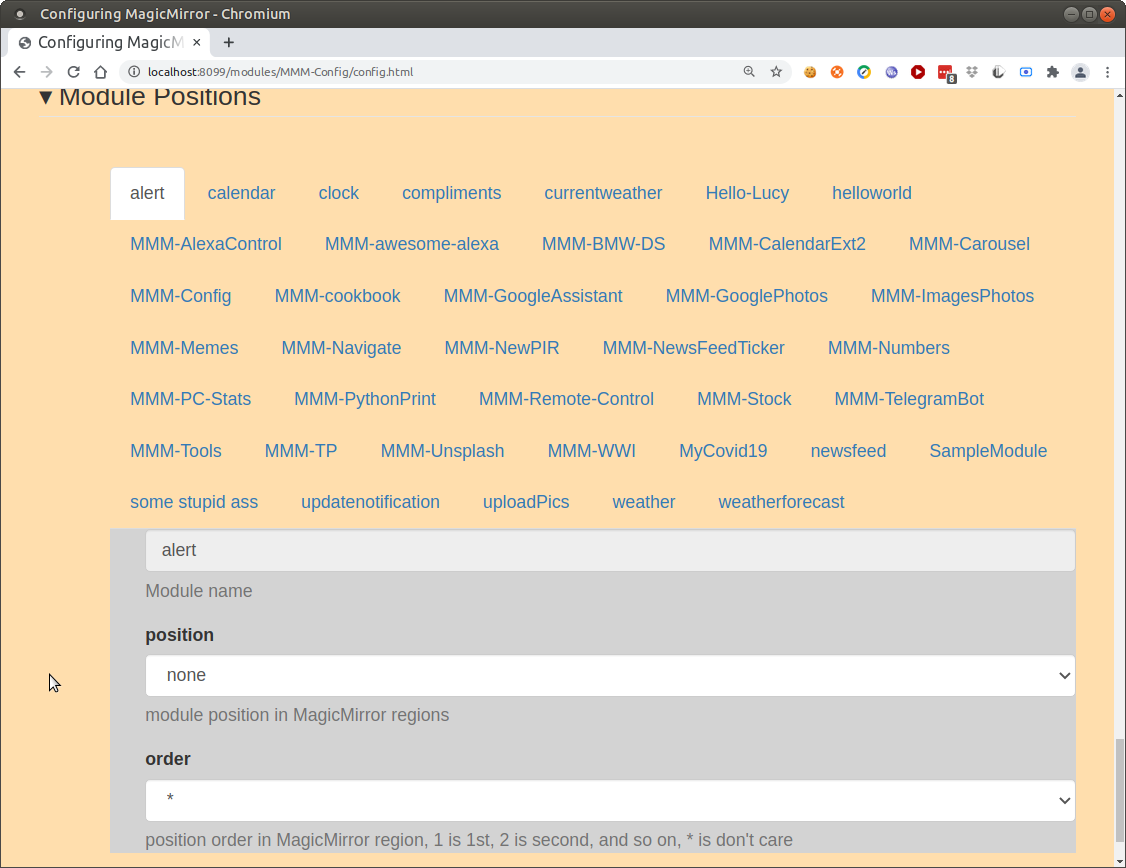 Configuring MagicMirror - Chromium
Configuring MagicM
localhost:8099/modules/MMM-Config/config.html
8
▾ Module Positions
alert calendar clock compliments currentweather Hello-Lucy helloworld
MMM-AlexaControl MMM-awesome-alexa MMM-BMW-DS MMM-CalendarExt2 MMM-Carousel
MMM-Config MMM-cookbook MMM-GoogleAssistant MMM-GooglePhotos MMM-ImagesPhotos
MMM-Memes MMM-Navigate MMM-NewPIR MMM-NewsFeedTicker MMM-Numbers
MMM-PC-Stats MMM-PythonPrint MMM-Remote-Control MMM-Stock MMM-TelegramBot
MMM-Tools MMM-TP MMM-Unsplash MMM-WWI MyCovid19 newsfeed SampleModule
some stupid ass updatenotification uploadPics weather weatherforecast
alert
Module name
position
none
module position in MagicMirror regions
order
*
position order in MagicMirror region, 1 is 1st, 2 is second, and so on, * is don't care